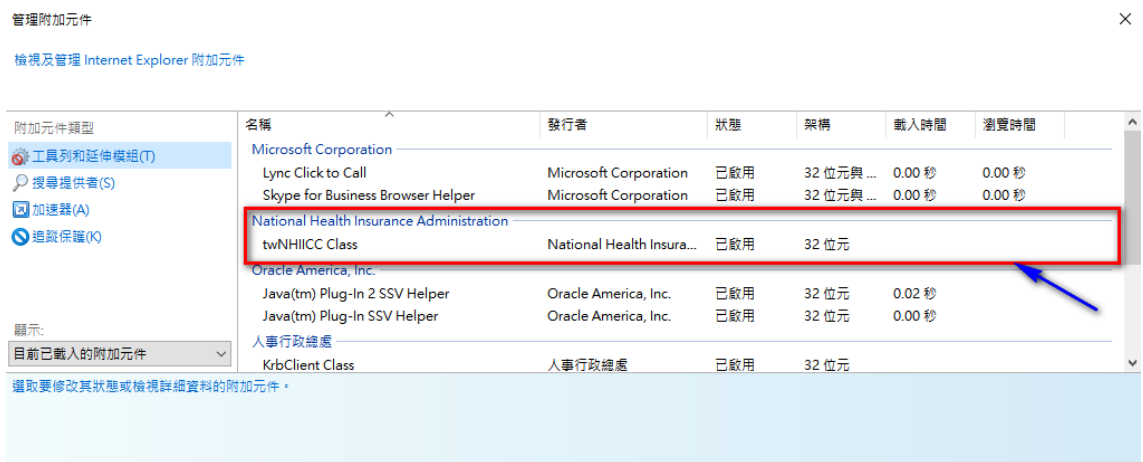 管理附加元件
檢視及管理 Internet Explorer 附加元件
附加元件類型
工具列和延伸模組(T)
搜尋提供者(S)
加速器(A)
追蹤保護(K)
顯示:
目前已載入的附加元件
名稱 發行者 狀態 架構 載入時間 瀏覽時間
Microsoft Corporation
Lync Click to Call Microsoft Corporation 已啟用 32 位元與 ... 0.00 秒 0.00 秒
Skype for Business Browser Helper Microsoft Corporation 已啟用 32 位元與 ... 0.00 秒 0.00 秒
National Health Insurance Administration
twNHIICC Class National Health Insura... 已啟用 32 位元
Oracle America, Inc.
Java(tm) Plug-In 2 SSV Helper Oracle America, Inc. 已啟用 32 位元 0.02 秒
Java(tm) Plug-In SSV Helper Oracle America, Inc. 已啟用 32 位元 0.00 秒
人事行政總處
KrbClient Class 人事行政總處 已啟用 32 位元
選取要修改其狀態或檢視詳細資料的附加元件。